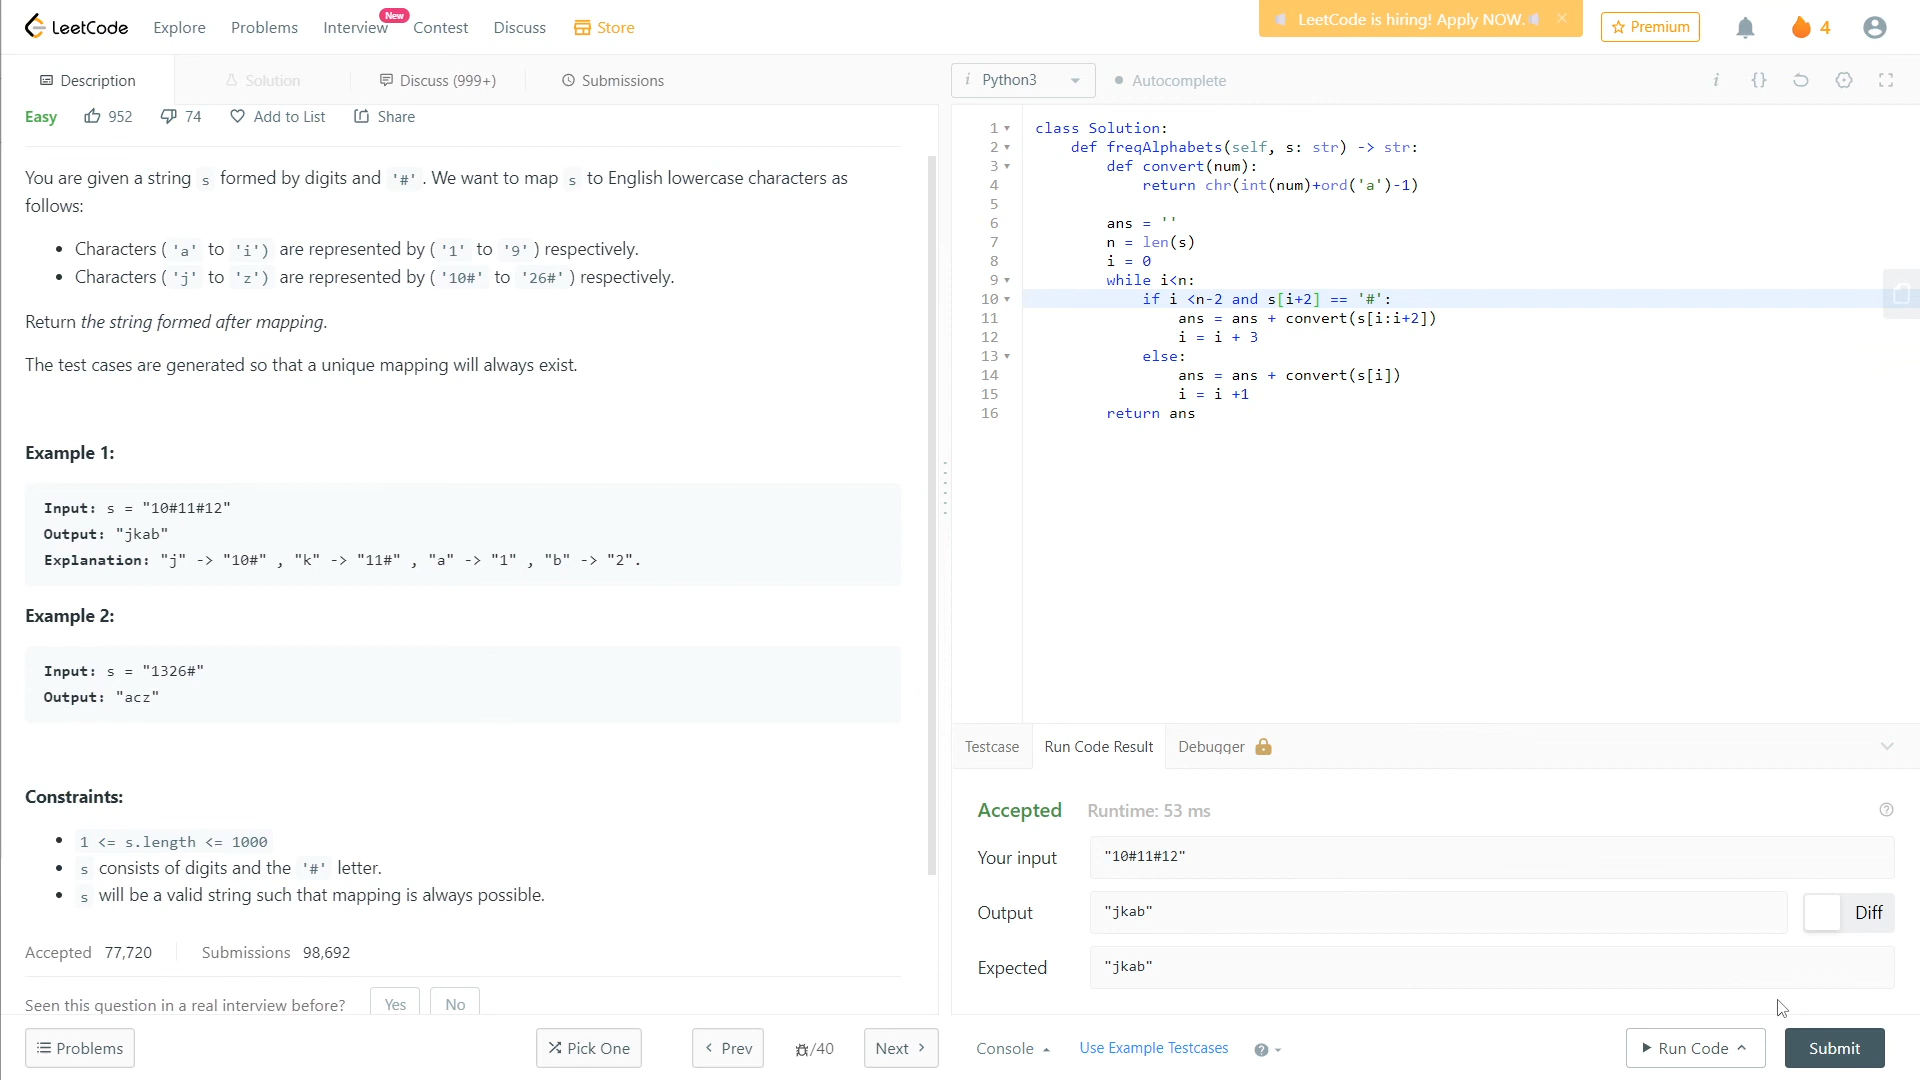 LeetCode Explore Problems Interview New Contest Discuss Store LeetCode is hiring! Apply NOW. × Premium 4
Description Solution Discuss (999+) Submissions
Easy 952 74 Add to List Share
You are given a string s formed by digits and '#'. We want to map s to English lowercase characters as
follows:
• Characters ('a' to 'i') are represented by ('1' to '9') respectively.
• Characters ('j' to 'z') are represented by ('10#' to '26#') respectively.
Return the string formed after mapping.
The test cases are generated so that a unique mapping will always exist.
Example 1:
Input: s = "10#11#12"
Output: "jkab"
Explanation: "j" -> "10#" , "k" -> "11#" , "a" -> "1" , "b" -> "2".
Example 2:
Input: s = "1326#"
Output: "acz"
Constraints:
• 1 <= s.length <= 1000
• s consists of digits and the '#' letter.
• s will be a valid string such that mapping is always possible.
Accepted 77,720 Submissions 98,692
Seen this question in a real interview before? Yes No
Problems Pick One < Prev /40 Next >
i Python3 Autocomplete i {}
1 class Solution:
2     def freqAlphabets(self, s: str) -> str:
3         def convert(num):
4             return chr(int(num)+ord('a')-1)
5
6         ans = ''
7         n = len(s)
8         i = 0
9         while i<n:
10             if i <n-2 and s[i+2] == '#':
11                 ans = ans + convert(s[i:i+2])
12                 i = i + 3
13             else:
14                 ans = ans + convert(s[i])
15                 i = i +1
16         return ans
Testcase Run Code Result Debugger
Accepted Runtime: 53 ms ?
Your input "10#11#12"
Output "jkab" Diff
Expected "jkab"
Console Use Example Testcases ? Run Code Submit